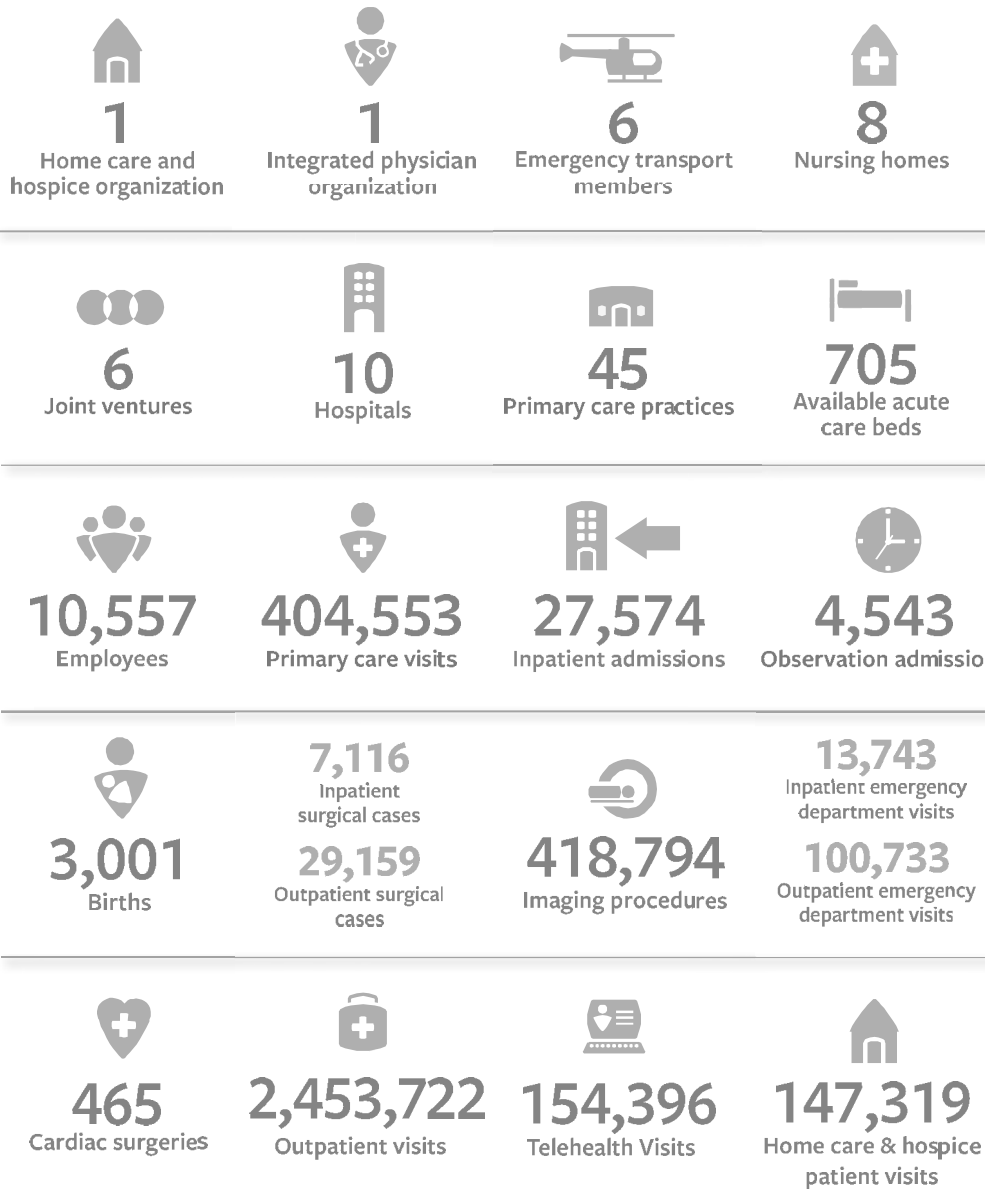 1
Home care and
hospice organization
1
Integrated physician
organization
6
Emergency transport
members
8
Nursing homes
6
Joint ventures
10
Hospitals
45
Primary care practices
705
Available acute
care beds
10,557
Employees
404,553
Primary care visits
27,574
Inpatient admissions
4,543
Observation admissio
3,001
Births
7,116
Inpatient
surgical cases
29,159
Outpatient surgical
cases
418,794
Imaging procedures
13,743
Inpatient emergency
department visits
100,733
Outpatient emergency
department visits
465
Cardiac surgeries
2,453,722
Outpatient visits
154,396
Telehealth Visits
147,319
Home care & hospice
patient visits